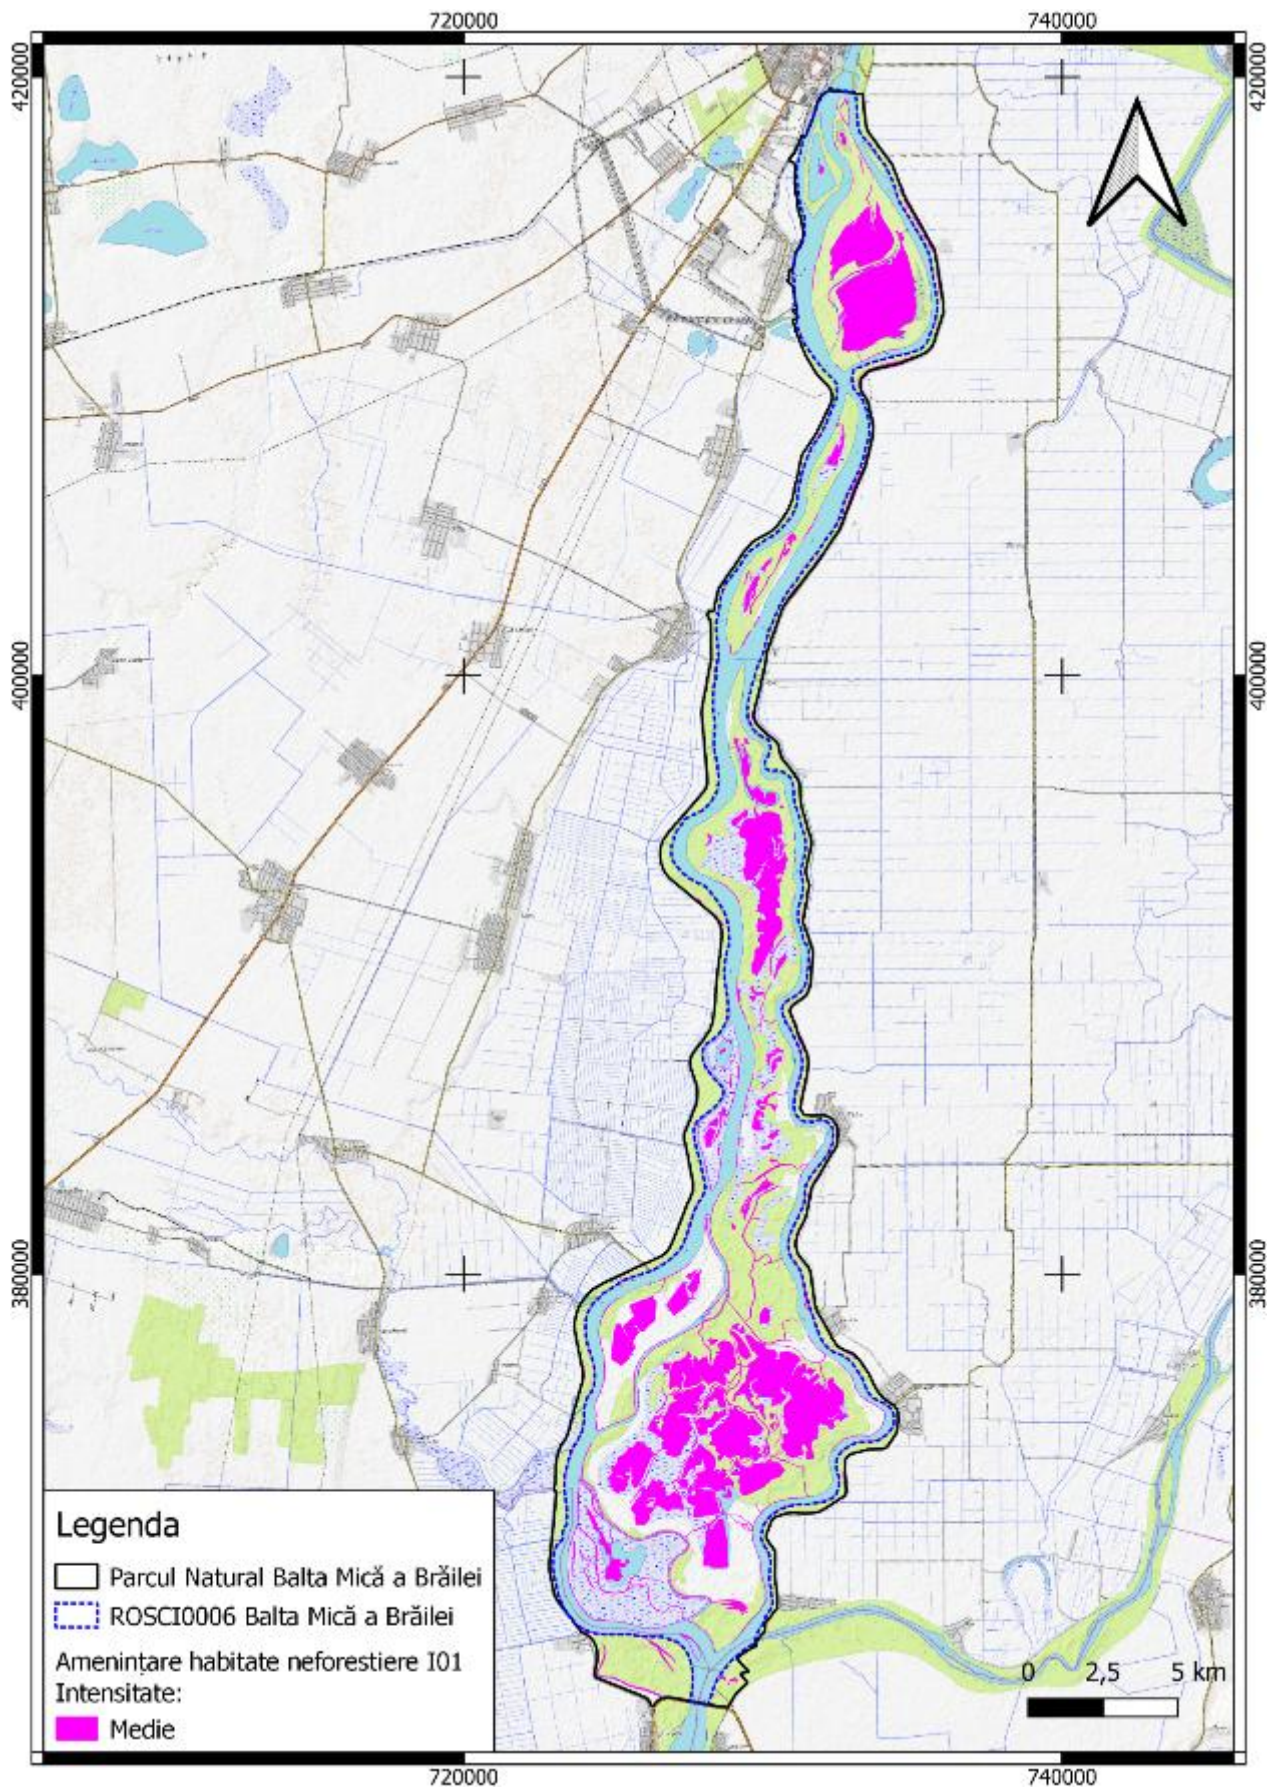 720000
740000
420000
420000
400000
400000
380000
380000
Legenda
Parcul Natural Balta Mică a Brăilei
ROSCI0006 Balta Mică a Brăilei
Amenințare habitate neforestiere I01
Intensitate:
Medie
0
2,5
5 km
720000
740000